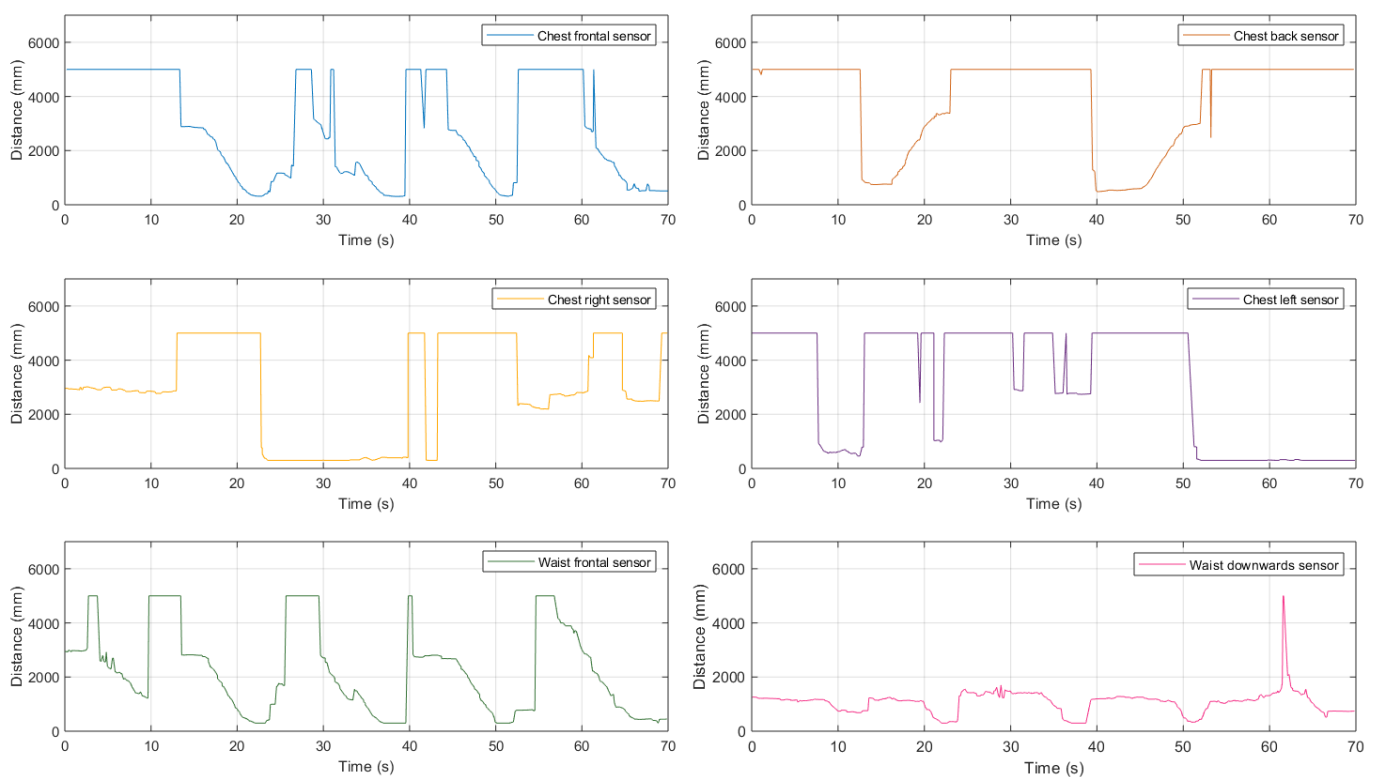 6000
4000
2000
0
Distance (mm)
Chest frontal sensor
0 10 20 30 40 50 60 70
Time (s)
6000
4000
2000
0
Distance (mm)
Chest back sensor
0 10 20 30 40 50 60 70
Time (s)
6000
4000
2000
0
Distance (mm)
Chest right sensor
0 10 20 30 40 50 60 70
Time (s)
6000
4000
2000
0
Distance (mm)
Chest left sensor
0 10 20 30 40 50 60 70
Time (s)
6000
4000
2000
0
Distance (mm)
Waist frontal sensor
0 10 20 30 40 50 60 70
Time (s)
6000
4000
2000
0
Distance (mm)
Waist downwards sensor
0 10 20 30 40 50 60 70
Time (s)